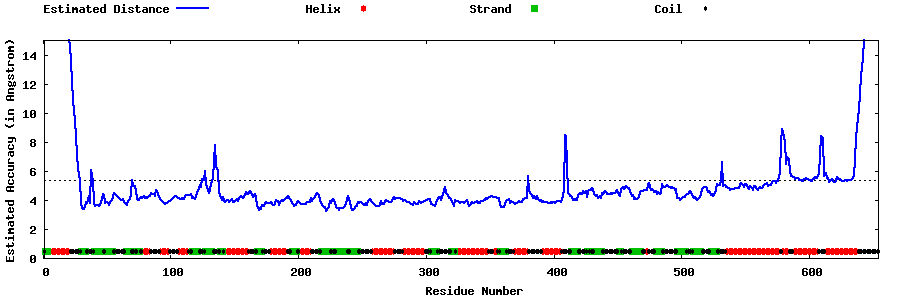 Estimated Distance Helix Strand Coil
Estimated Accuracy (in Angstrom)
14
12
10
8
6
4
2
0
0 100 200 300 400 500 600
Residue Number